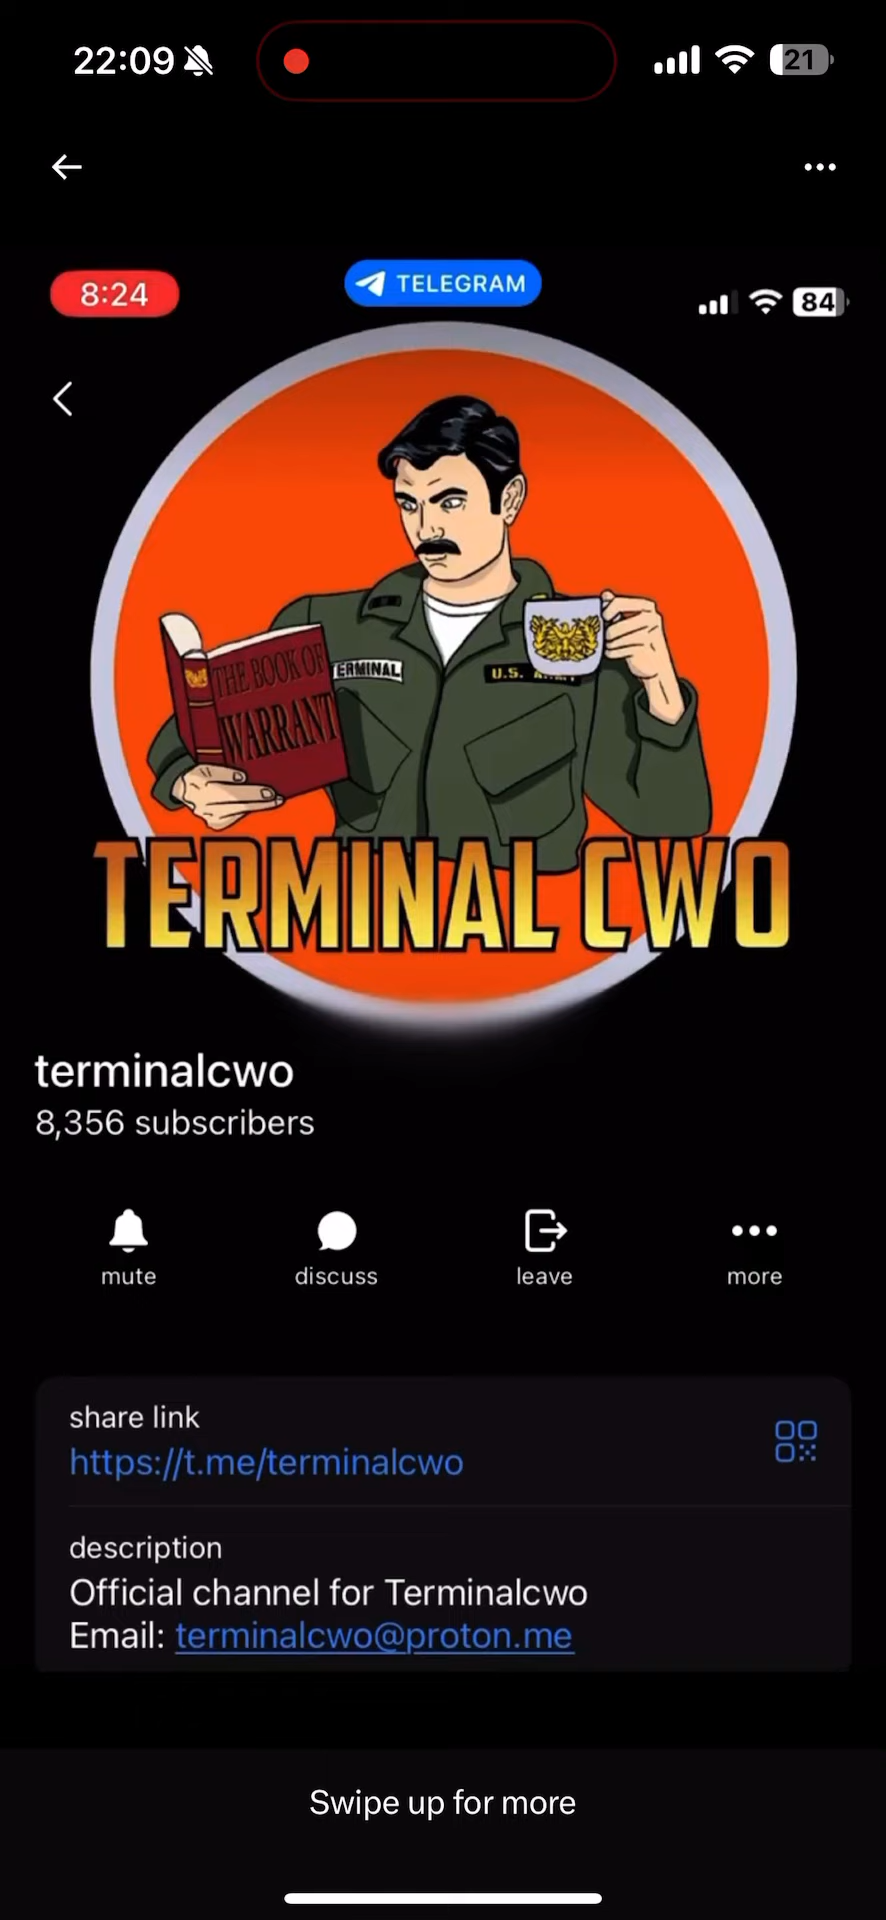 22:09
21
8:24
TELEGRAM
84
THE BOOK OF
WARRANT
ERMINAL
U.S.
TERMINAL CWO
terminalcwo
8,356 subscribers
mute
discuss
leave
more
share link
https://t.me/terminalcwo
description
Official channel for Terminalcwo
Email: terminalcwo@proton.me
Swipe up for more